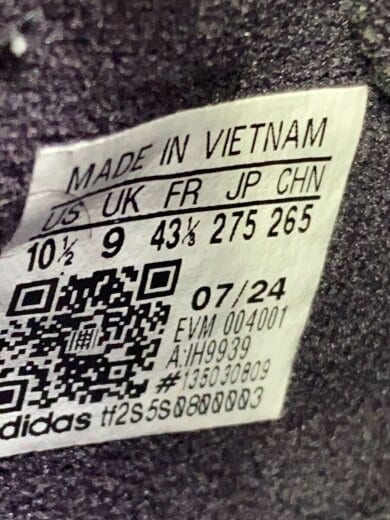 MADE IN VIETNAM
US UK FR JP CHN
10½ 9 43⅓ 275 265
07/24
EVM 004001
A:IH9939
#135030809
adidas tf2S5S0800003